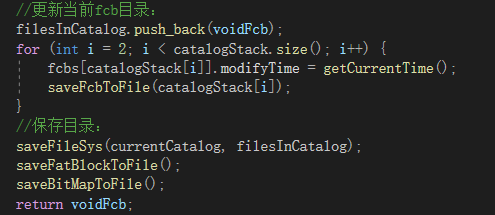 //更新当前fcb目录：
filesInCatalog.push_back(voidFcb);
for (int i = 2; i < catalogStack.size(); i++) {
    fcbs[catalogStack[i]].modifyTime = getCurrentTime();
    saveFcbToFile(catalogStack[i]);
}
//保存目录：
saveFileSys(currentCatalog, filesInCatalog);
saveFatBlockToFile();
saveBitMapToFile();
return voidFcb;